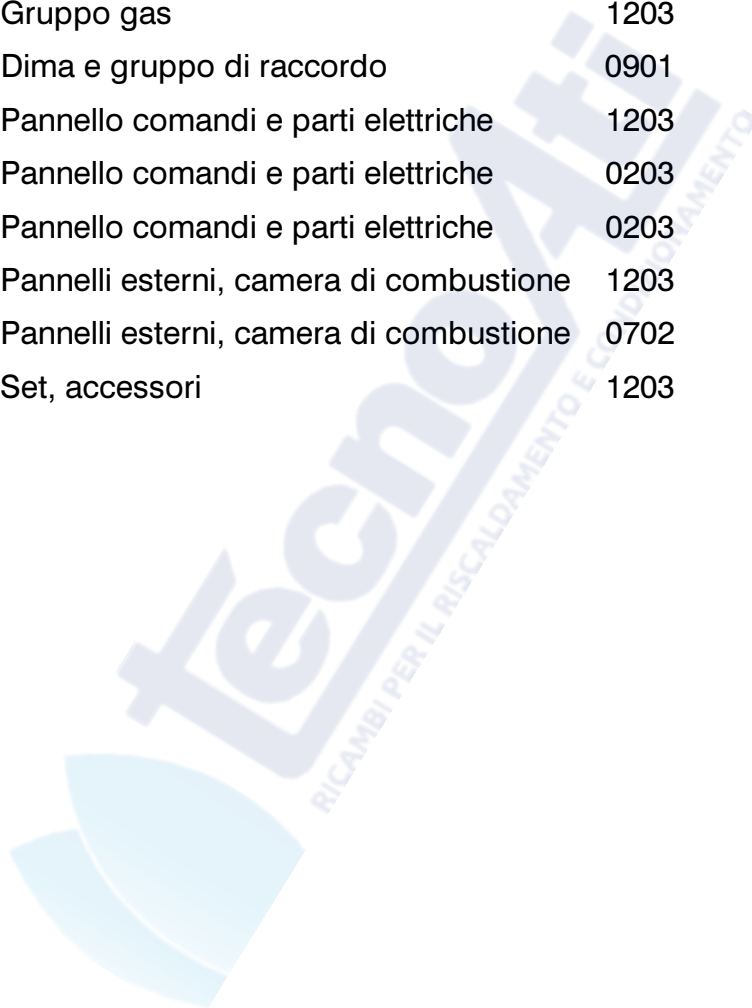 Gruppo gas 1203
Dima e gruppo di raccordo 0901
Pannello comandi e parti elettriche 1203
Pannello comandi e parti elettriche 0203
Pannello comandi e parti elettriche 0203
Pannelli esterni, camera di combustione 1203
Pannelli esterni, camera di combustione 0702
Set, accessori 1203
tecnoAti
RICAMBI PER IL RISCALDAMENTO E CONDIZIONAMENTO